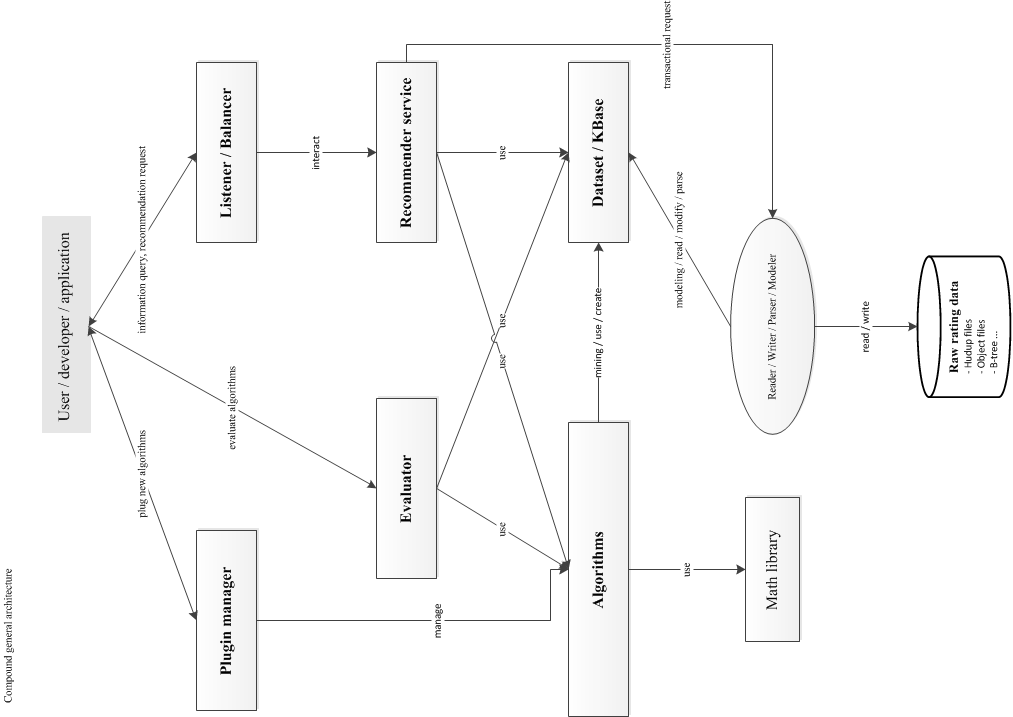 Compound general architecture
User / developer / application
plug new algorithms
evaluate algorithms
information query, recommendation request
Plugin manager
Listener / Balancer
interact
manage
Evaluator
Recommender service
use
use
use
use
use
transactional request
Algorithms
mining / use / create
Dataset / KBase
use
modeling / read / modify / parse
Math library
Reader / Writer / Parser / Modeler
read / write
Raw rating data
- Hudup files
- Object files
- B-tree ...